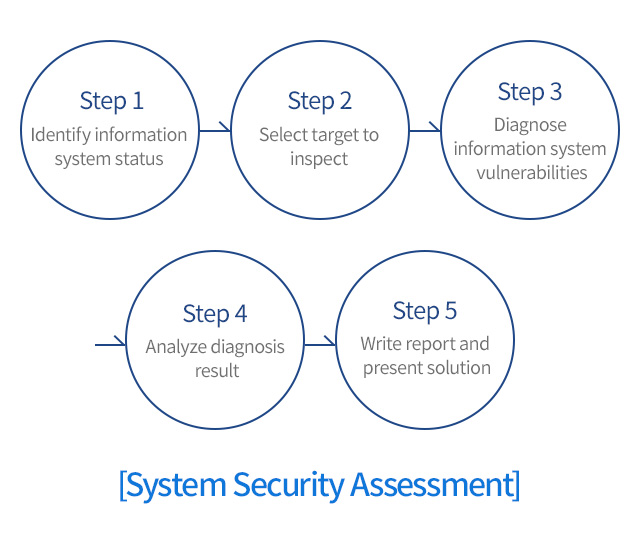 Step 1
Identify information
system status
Step 2
Select target to
inspect
Step 3
Diagnose
information system
vulnerabilities
Step 4
Analyze diagnosis
result
Step 5
Write report and
present solution
[System Security Assessment]